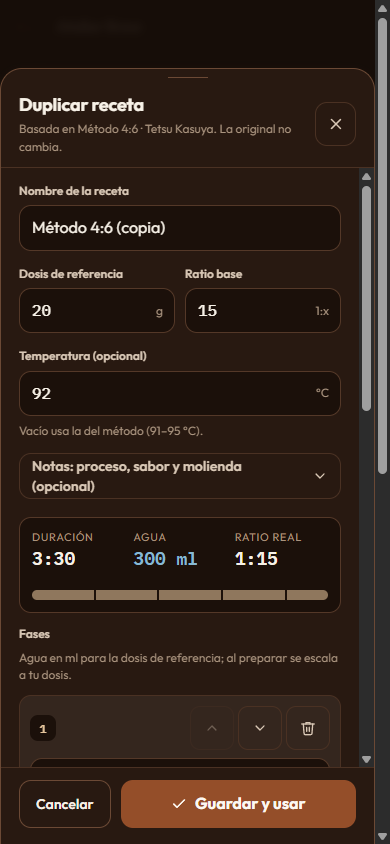 Duplicar receta
Basada en Método 4:6 · Tetsu Kasuya. La original no
cambia.
Nombre de la receta
Método 4:6 (copia)
Dosis de referencia
Ratio base
20 g
15 1:x
Temperatura (opcional)
92 °C
Vacío usa la del método (91–95 °C).
Notas: proceso, sabor y molienda
(opcional)
DURACIÓN AGUA RATIO REAL
3:30 300 ml 1:15
Fases
Agua en ml para la dosis de referencia; al preparar se escala
a tu dosis.
1
Cancelar
Guardar y usar